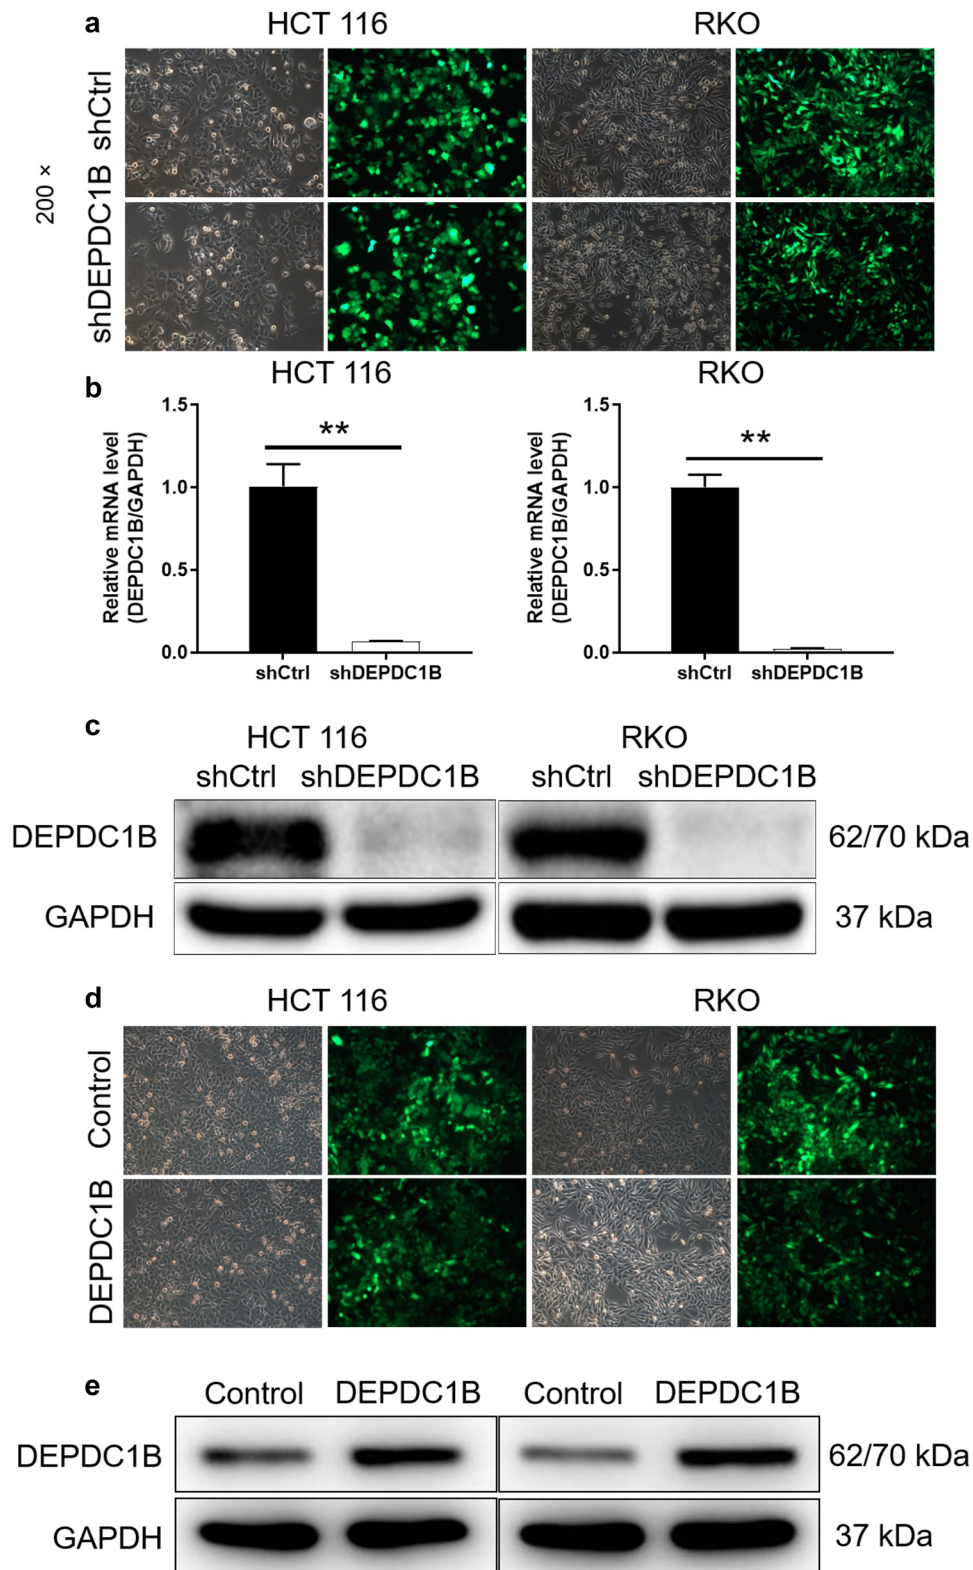 a
HCT 116
RKO
200 ×
shCtrl
shDEPDC1B
b
HCT 116
RKO
Relative mRNA level
(DEPDC1B/GAPDH)
1.5
1.0
0.5
0.0
**
shCtrl
shDEPDC1B
Relative mRNA level
(DEPDC1B/GAPDH)
1.5
1.0
0.5
0.0
**
shCtrl
shDEPDC1B
c
HCT 116
RKO
shCtrl shDEPDC1B
shCtrl shDEPDC1B
DEPDC1B
62/70 kDa
GAPDH
37 kDa
d
HCT 116
RKO
Control
DEPDC1B
e
Control DEPDC1B
Control DEPDC1B
DEPDC1B
62/70 kDa
GAPDH
37 kDa